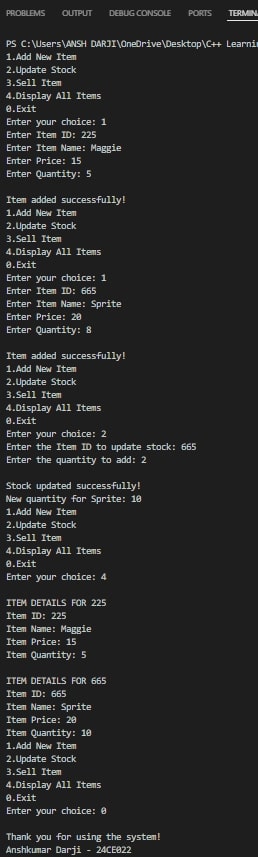 PROBLEMS OUTPUT DEBUG CONSOLE PORTS
PS C:\Users\ANSH DARJI\OneDrive\Desktop\C++
1.Add New Item
2.Update Stock
3.Sell Item
4.Display All Items
0.Exit
Enter your choice: 1
Enter Item ID: 225
Enter Item Name: Maggie
Enter Price: 15
Enter Quantity: 5
Item added successfully!
1.Add New Item
2.Update Stock
3.Sell Item
4.Display All Items
0.Exit
Enter your choice: 1
Enter Item ID: 665
Enter Item Name: Sprite
Enter Price: 20
Enter Quantity: 8
Item added successfully!
1.Add New Item
2.Update Stock
3.Sell Item
4.Display All Items
0.Exit
Enter your choice: 2
Enter the Item ID to update stock: 665
Enter the quantity to add: 2
Stock updated successfully!
New quantity for Sprite: 10
1.Add New Item
2.Update Stock
3.Sell Item
4.Display All Items
0.Exit
Enter your choice: 4
ITEM DETAILS FOR 225
Item ID: 225
Item Name: Maggie
Item Price: 15
Item Quantity: 5
ITEM DETAILS FOR 665
Item ID: 665
Item Name: Sprite
Item Price: 20
Item Quantity: 10
1.Add New Item
2.Update Stock
3.Sell Item
4.Display All Items
0.Exit
Enter your choice: 0
Thank you for using the system!
Anshkumar Darji - 24CE022